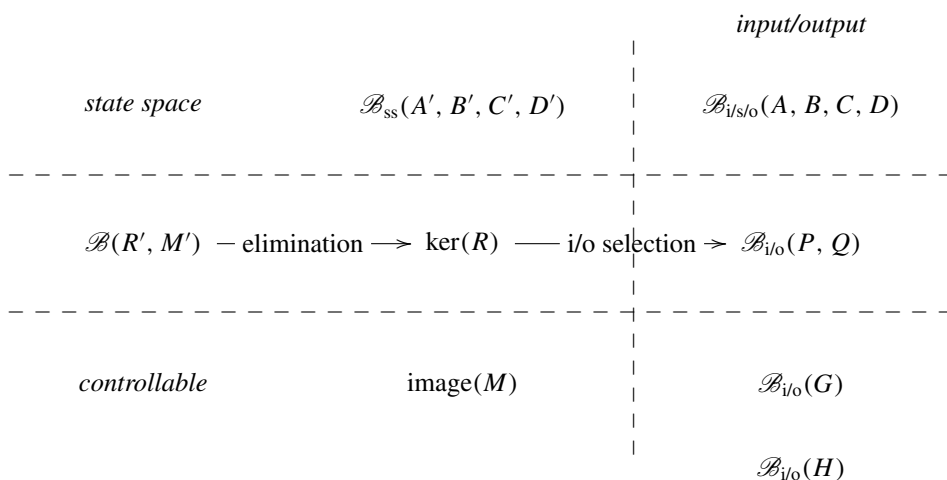 input/output
state space ℬss(A′, B′, C′, D′) ℬi/s/o(A, B, C, D)
ℬ(R′, M′) elimination ker(R) i/o selection ℬi/o(P, Q)
controllable image(M) ℬi/o(G)
ℬi/o(H)